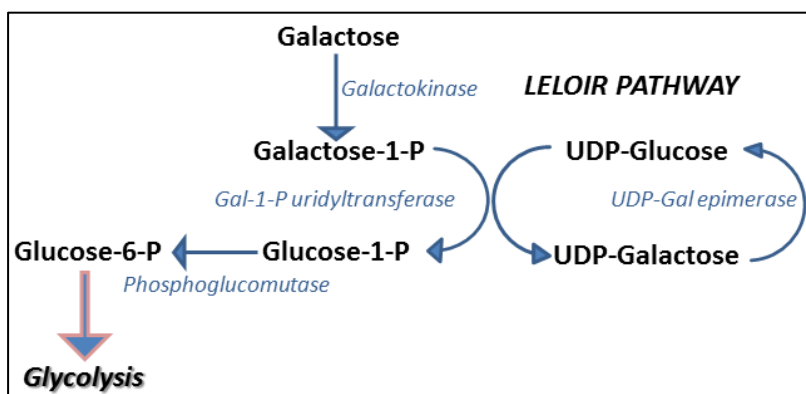 Galactose
Galactokinase
LELOIR PATHWAY
Galactose-1-P
UDP-Glucose
Gal-1-P uridyltransferase
UDP-Gal epimerase
Glucose-6-P
Glucose-1-P
UDP-Galactose
Phosphoglucomutase
Glycolysis